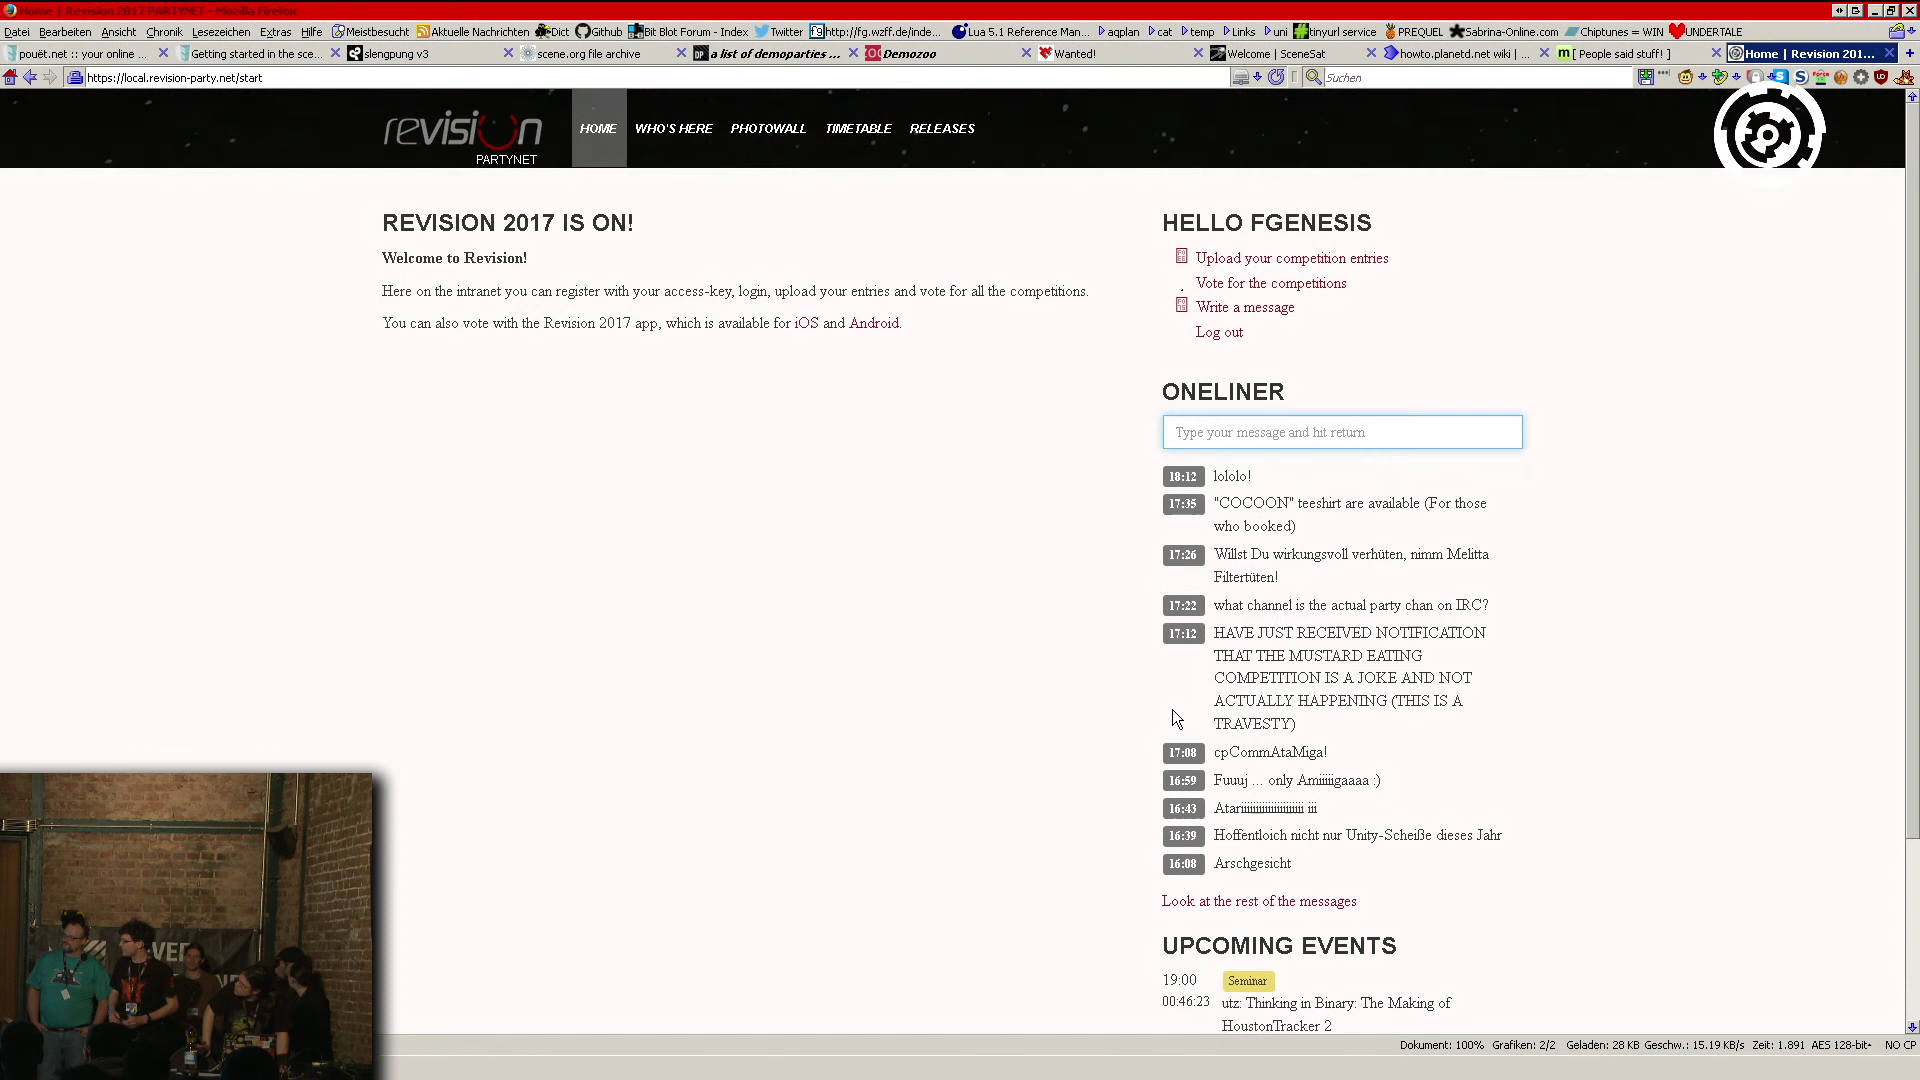 Home | Revision 2017 PARTYNET - Mozilla Firefox
Datei Bearbeiten Ansicht Chronik Lesezeichen Extras Hilfe Meistbesucht Aktuelle Nachrichten Dict Github Bit Blot Forum - Index Twitter http://fg.wzff.de/inde... Lua 5.1 Reference Man... aqplan cat temp Links uni tinyurl service PREQUEL Sabrina-Online.com Chiptunes = WIN UNDERTALE
pouët.net :: your online ... Getting started in the sce... slengpung v3 scene.org file archive a list of demoparties ... Demozoo Wanted! Welcome | SceneSat howto.planetd.net wiki | ... [ People said stuff! ] Home | Revision 201...
https://local.revision-party.net/start Suchen
revision
PARTYNET
HOME WHO'S HERE PHOTOWALL TIMETABLE RELEASES
REVISION 2017 IS ON!
Welcome to Revision!
Here on the intranet you can register with your access-key, login, upload your entries and vote for all the competitions.
You can also vote with the Revision 2017 app, which is available for iOS and Android.
HELLO FGENESIS
Upload your competition entries
Vote for the competitions
Write a message
Log out
ONELINER
Type your message and hit return
18:12 lololo!
17:35 "COCOON" teeshirt are available (For those
who booked)
17:26 Willst Du wirkungsvoll verhüten, nimm Melitta
Filtertüten!
17:22 what channel is the actual party chan on IRC?
17:12 HAVE JUST RECEIVED NOTIFICATION
THAT THE MUSTARD EATING
COMPETITION IS A JOKE AND NOT
ACTUALLY HAPPENING (THIS IS A
TRAVESTY)
17:08 cpCommAtaMiga!
16:59 Fuuuj ... only Amiiiiigaaaa :)
16:43 Atariiiiiiiiiiiiiiiiiiiii iii
16:39 Hoffentloich nicht nur Unity-Scheiße dieses Jahr
16:08 Arschgesicht
Look at the rest of the messages
UPCOMING EVENTS
19:00 Seminar
00:46:23 utz: Thinking in Binary: The Making of
HoustonTracker 2
Dokument: 100% Grafiken: 2/2 Geladen: 28 KB Geschw.: 15.19 KB/s Zeit: 1.891 AES 128-bit NO CP